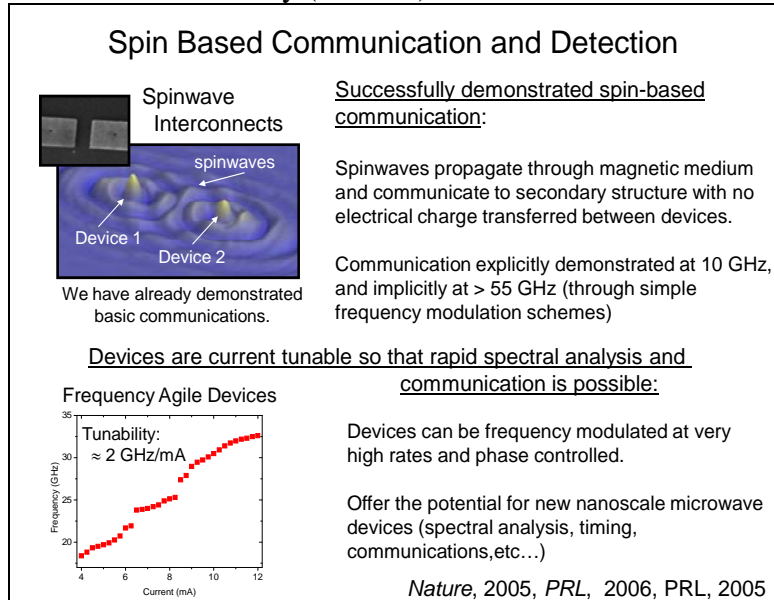 Spin Based Communication and Detection
Spinwave
Interconnects
spinwaves
Device 1
Device 2
We have already demonstrated
basic communications.
Successfully demonstrated spin-based
communication:
Spinwaves propagate through magnetic medium
and communicate to secondary structure with no
electrical charge transferred between devices.
Communication explicitly demonstrated at 10 GHz,
and implicitly at > 55 GHz (through simple
frequency modulation schemes)
Devices are current tunable so that rapid spectral analysis and
communication is possible:
Frequency Agile Devices
Tunability:
≈ 2 GHz/mA
Frequency (GHz)
35
30
25
20
4 6 8 10 12
Current (mA)
Devices can be frequency modulated at very
high rates and phase controlled.
Offer the potential for new nanoscale microwave
devices (spectral analysis, timing,
communications,etc…)
Nature, 2005, PRL, 2006, PRL, 2005